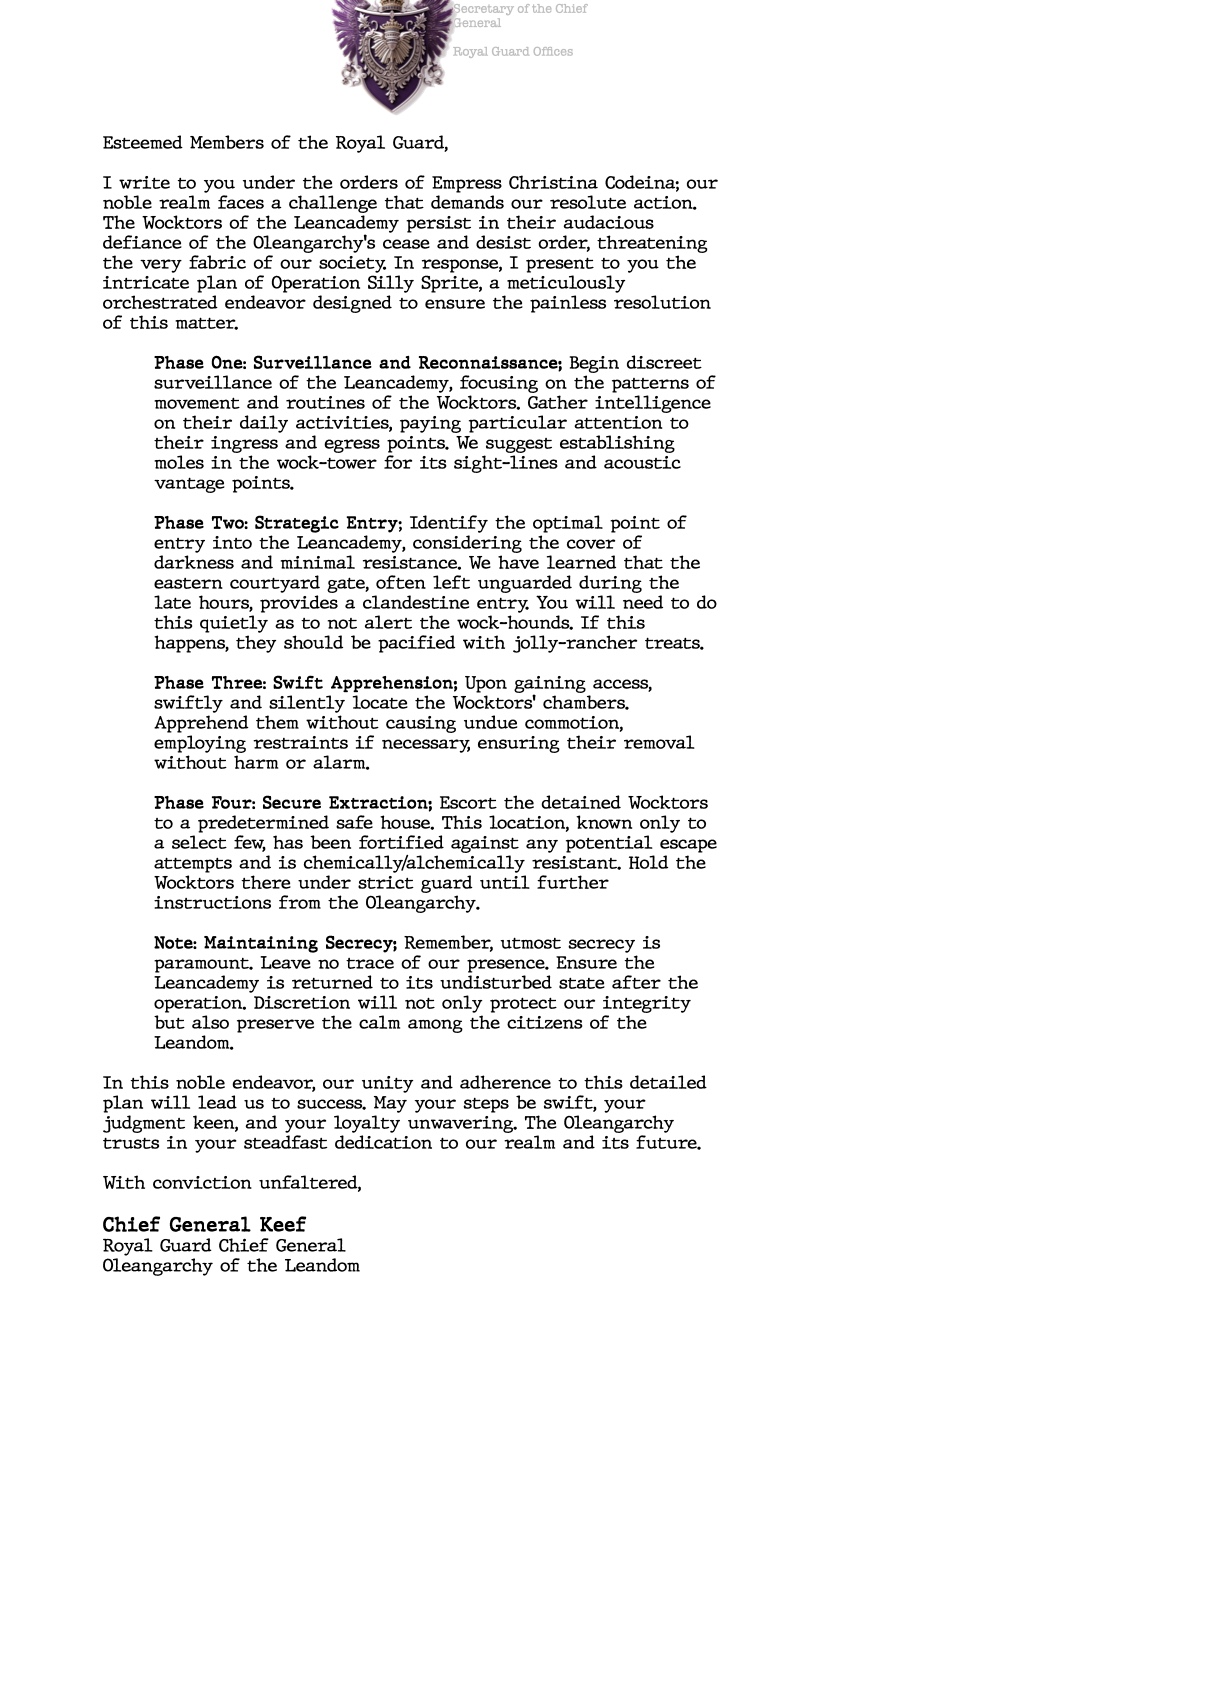 Secretary of the Chief
General
Royal Guard Offices
Esteemed Members of the Royal Guard,
I write to you under the orders of Empress Christina Codeina; our
noble realm faces a challenge that demands our resolute action.
The Wocktors of the Leancademy persist in their audacious
defiance of the Oleangarchy's cease and desist order, threatening
the very fabric of our society. In response, I present to you the
intricate plan of Operation Silly Sprite, a meticulously
orchestrated endeavor designed to ensure the painless resolution
of this matter.
Phase One: Surveillance and Reconnaissance; Begin discreet
surveillance of the Leancademy, focusing on the patterns of
movement and routines of the Wocktors. Gather intelligence
on their daily activities, paying particular attention to
their ingress and egress points. We suggest establishing
moles in the wock-tower for its sight-lines and acoustic
vantage points.
Phase Two: Strategic Entry; Identify the optimal point of
entry into the Leancademy, considering the cover of
darkness and minimal resistance. We have learned that the
eastern courtyard gate, often left unguarded during the
late hours, provides a clandestine entry. You will need to do
this quietly as to not alert the wock-hounds. If this
happens, they should be pacified with jolly-rancher treats.
Phase Three: Swift Apprehension; Upon gaining access,
swiftly and silently locate the Wocktors' chambers.
Apprehend them without causing undue commotion,
employing restraints if necessary, ensuring their removal
without harm or alarm.
Phase Four: Secure Extraction; Escort the detained Wocktors
to a predetermined safe house. This location, known only to
a select few, has been fortified against any potential escape
attempts and is chemically/alchemically resistant. Hold the
Wocktors there under strict guard until further
instructions from the Oleangarchy.
Note: Maintaining Secrecy; Remember, utmost secrecy is
paramount. Leave no trace of our presence. Ensure the
Leancademy is returned to its undisturbed state after the
operation. Discretion will not only protect our integrity
but also preserve the calm among the citizens of the
Leandom.
In this noble endeavor, our unity and adherence to this detailed
plan will lead us to success. May your steps be swift, your
judgment keen, and your loyalty unwavering. The Oleangarchy
trusts in your steadfast dedication to our realm and its future.
With conviction unfaltered,
Chief General Keef
Royal Guard Chief General
Oleangarchy of the Leandom